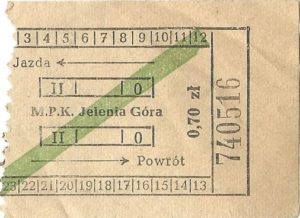 3 4 5 6 7 8 9 10 11 12
Jazda
II 0
M.P.K. Jelenia Góra
II 0
Powrót
23 22 21 20 19 18 17 16 15 14 13
0,70 zł
740516